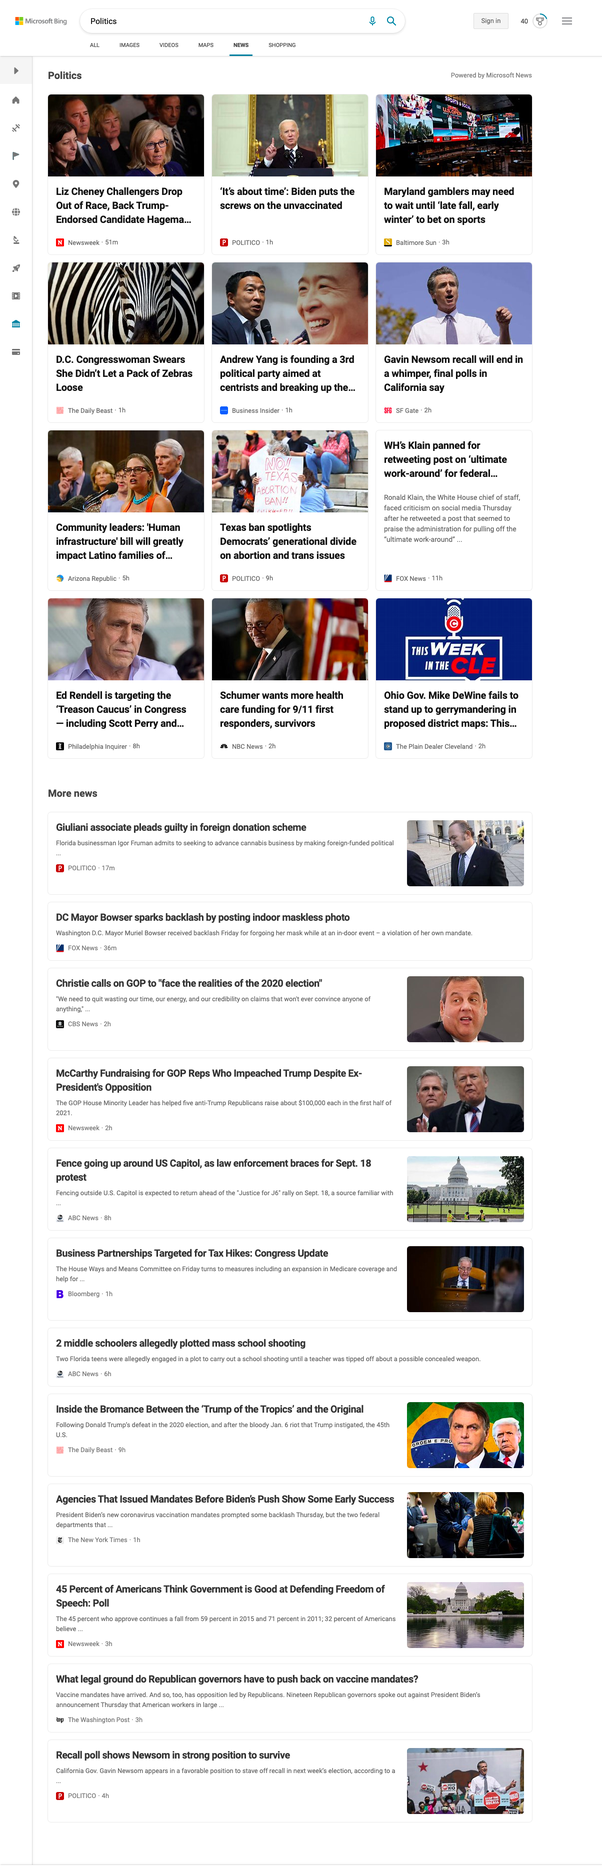 Microsoft Bing
Politics
Sign in
40
ALL
IMAGES
VIDEOS
MAPS
NEWS
SHOPPING
Politics
Powered by Microsoft News
Liz Cheney Challengers Drop
Out of Race, Back Trump-
Endorsed Candidate Hagema...
Newsweek · 51m
‘It’s about time’: Biden puts the
screws on the unvaccinated
POLITICO · 1h
Maryland gamblers may need
to wait until ‘late fall, early
winter’ to bet on sports
Baltimore Sun · 3h
D.C. Congresswoman Swears
She Didn’t Let a Pack of Zebras
Loose
The Daily Beast · 1h
Andrew Yang is founding a 3rd
political party aimed at
centrists and breaking up the...
Business Insider · 1h
Gavin Newsom recall will end in
a whimper, final polls in
California say
SF Gate · 2h
Community leaders: 'Human
infrastructure' bill will greatly
impact Latino families of...
Arizona Republic · 5h
NO!!
TEXAS
ABORTION
BAN!!
Texas ban spotlights
Democrats’ generational divide
on abortion and trans issues
POLITICO · 9h
WH’s Klain panned for
retweeting post on ‘ultimate
work-around’ for federal...
Ronald Klain, the White House chief of staff,
faced criticism on social media Thursday
after he retweeted a post that seemed to
praise the administration for pulling off the
“ultimate work-around” ...
FOX News · 11h
Ed Rendell is targeting the
‘Treason Caucus’ in Congress
— including Scott Perry and...
Philadelphia Inquirer · 8h
Schumer wants more health
care funding for 9/11 first
responders, survivors
NBC News · 2h
THIS WEEK
IN THE CLE
Ohio Gov. Mike DeWine fails to
stand up to gerrymandering in
proposed district maps: This...
The Plain Dealer Cleveland · 2h
More news
Giuliani associate pleads guilty in foreign donation scheme
Florida businessman Igor Fruman admits to seeking to advance cannabis business by making foreign-funded political
...
POLITICO · 17m
DC Mayor Bowser sparks backlash by posting indoor maskless photo
Washington D.C. Mayor Muriel Bowser received backlash Friday for forgoing her mask while at an in-door event – a violation of her own mandate.
FOX News · 36m
Christie calls on GOP to "face the realities of the 2020 election"
"We need to quit wasting our time, our energy, and our credibility on claims that won't ever convince anyone of
anything," ...
CBS News · 2h
McCarthy Fundraising for GOP Reps Who Impeached Trump Despite Ex-
President's Opposition
The GOP House Minority Leader has helped five anti-Trump Republicans raise about $100,000 each in the first half of
2021.
Newsweek · 2h
Fence going up around US Capitol, as law enforcement braces for Sept. 18
protest
Fencing outside U.S. Capitol is expected to return ahead of the "Justice for J6" rally on Sept. 18, a source familiar with
...
ABC News · 8h
Business Partnerships Targeted for Tax Hikes: Congress Update
The House Ways and Means Committee on Friday turns to measures including an expansion in Medicare coverage and
help for ...
Bloomberg · 1h
2 middle schoolers allegedly plotted mass school shooting
Two Florida teens were allegedly engaged in a plot to carry out a school shooting until a teacher was tipped off about a possible concealed weapon.
ABC News · 6h
Inside the Bromance Between the ‘Trump of the Tropics’ and the Original
Following Donald Trump's defeat in the 2020 election, and after the bloody Jan. 6 riot that Trump instigated, the 45th
U.S.
The Daily Beast · 9h
Agencies That Issued Mandates Before Biden’s Push Show Some Early Success
President Biden's new coronavirus vaccination mandates prompted some backlash Thursday, but the two federal
departments that ...
The New York Times · 1h
45 Percent of Americans Think Government is Good at Defending Freedom of
Speech: Poll
The 45 percent who approve continues a fall from 59 percent in 2015 and 71 percent in 2011; 32 percent of Americans
believe ...
Newsweek · 3h
What legal ground do Republican governors have to push back on vaccine mandates?
Vaccine mandates have arrived. And so, too, has opposition led by Republicans. Nineteen Republican governors spoke out against President Biden's
announcement Thursday that American workers in large ...
The Washington Post · 3h
Recall poll shows Newsom in strong position to survive
California Gov. Gavin Newsom appears in a favorable position to stave off recall in next week's election, according to a
...
POLITICO · 4h